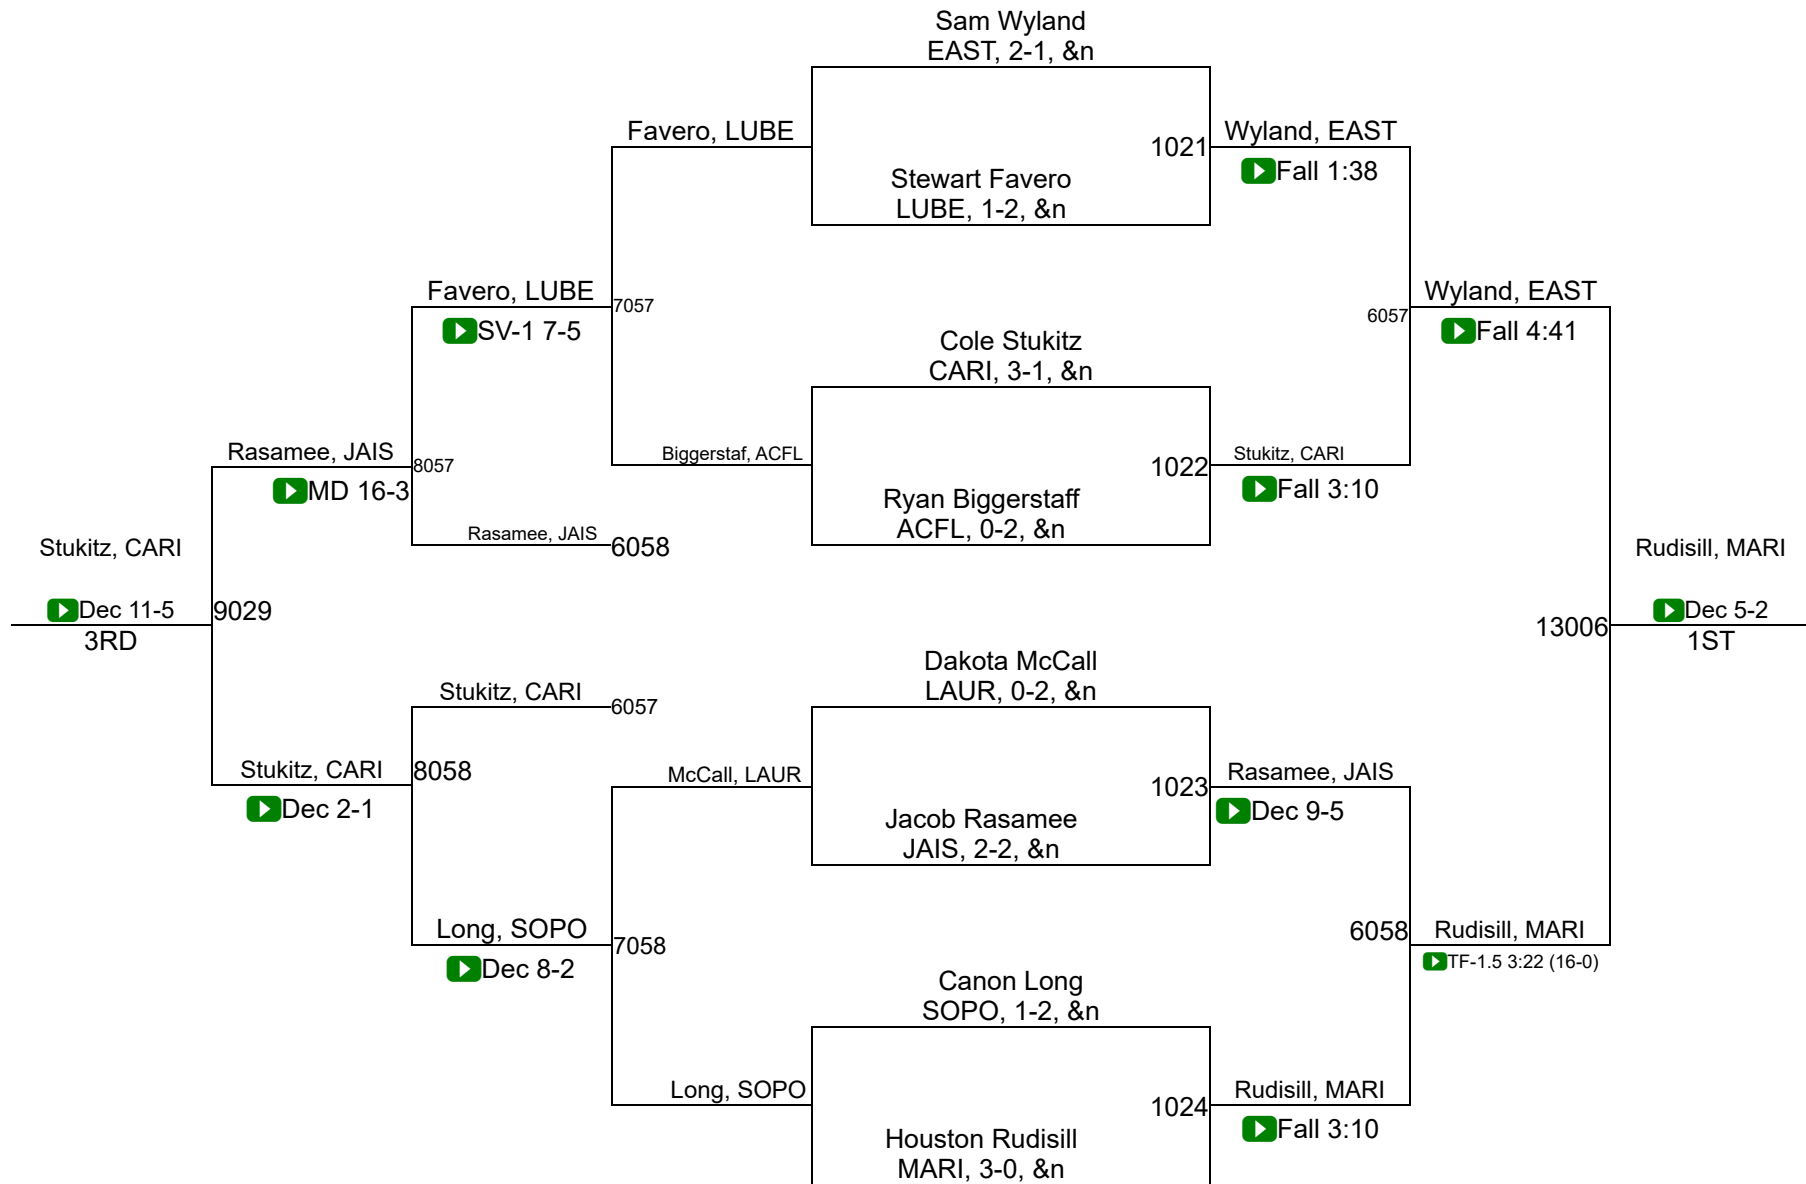 Sam Wyland
EAST, 2-1, &n
Favero, LUBE
1021
Wyland, EAST
Fall 1:38
Stewart Favero
LUBE, 1-2, &n
Favero, LUBE
7057
SV-1 7-5
Wyland, EAST
6057
Fall 4:41
Cole Stukitz
CARI, 3-1, &n
Rasamee, JAIS
8057
MD 16-3
Biggerstaf, ACFL
1022
Stukitz, CARI
Fall 3:10
Ryan Biggerstaff
ACFL, 0-2, &n
Rasamee, JAIS
6058
Stukitz, CARI
Dec 11-5
3RD
9029
Rudisill, MARI
13006
Dec 5-2
1ST
Dakota McCall
LAUR, 0-2, &n
Stukitz, CARI
6057
Stukitz, CARI
8058
Dec 2-1
McCall, LAUR
1023
Rasamee, JAIS
Dec 9-5
Jacob Rasamee
JAIS, 2-2, &n
Long, SOPO
7058
Dec 8-2
6058
Rudisill, MARI
TF-1.5 3:22 (16-0)
Canon Long
SOPO, 1-2, &n
Long, SOPO
1024
Rudisill, MARI
Fall 3:10
Houston Rudisill
MARI, 3-0, &n